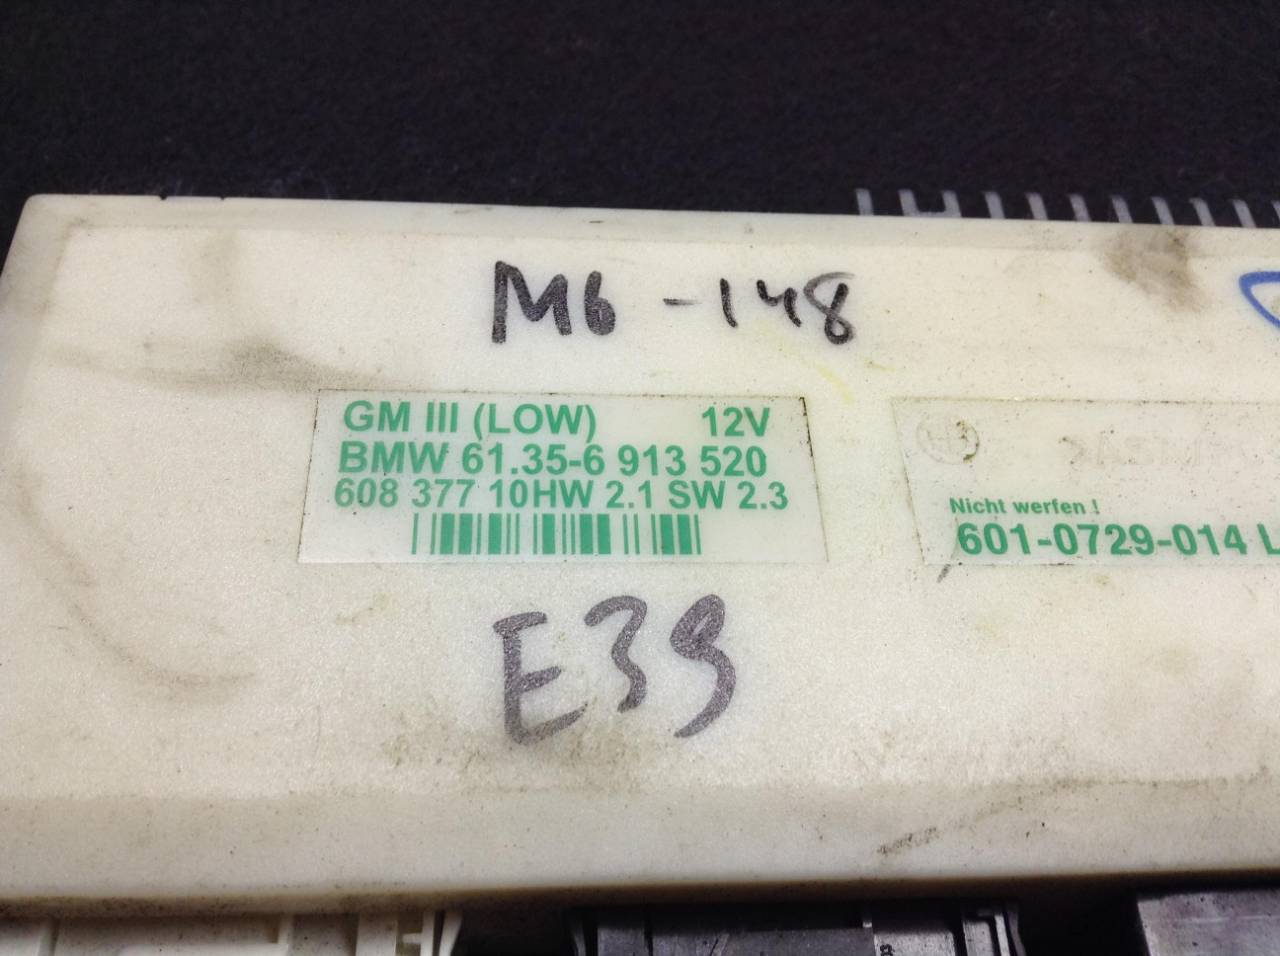 M6 - 148
GM III (LOW) 12V
BMW 61.35-6 913 520
608 377 10HW 2.1 SW 2.3
Nicht werfen !
601-0729-014 L
E39